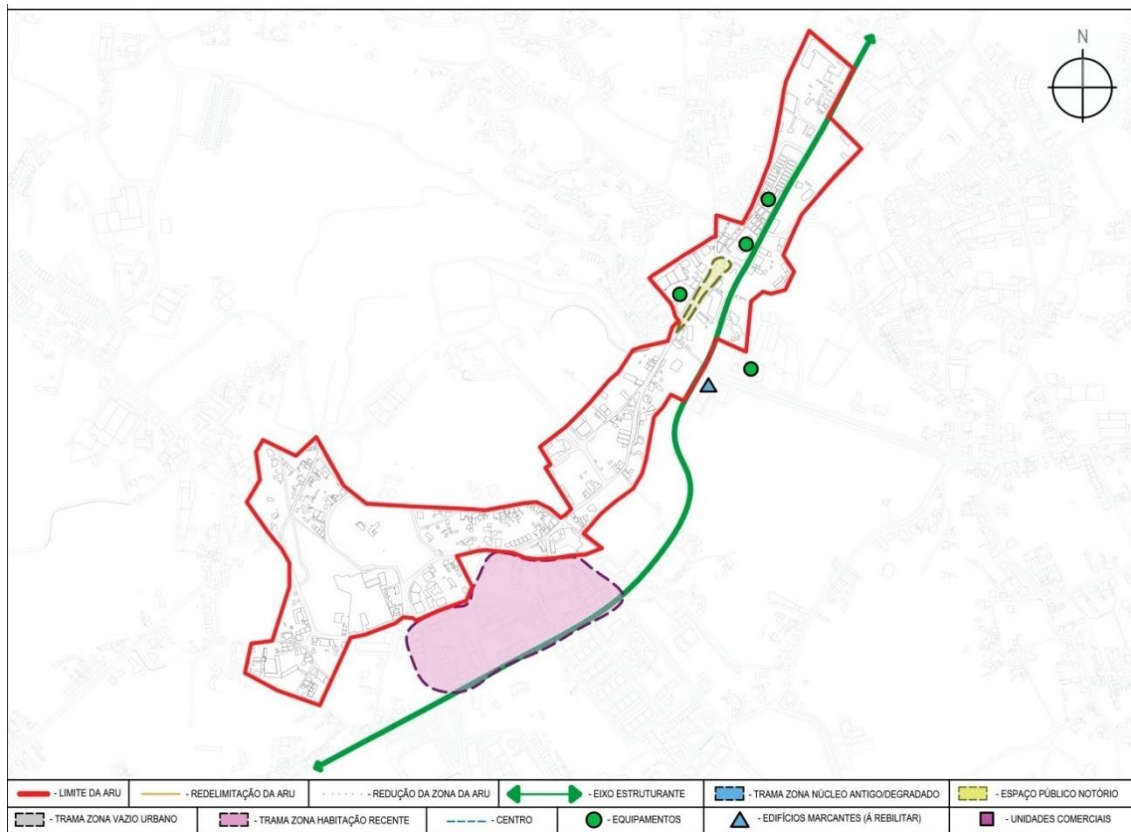 N
- LIMITE DA ARU
- REDELIMITAÇÃO DA ARU
- REDUÇÃO DA ZONA DA ARU
- EIXO ESTRUTURANTE
- TRAMA ZONA NÚCLEO ANTIGO/DEGRADADO
- ESPAÇO PÚBLICO NOTÓRIO
- TRAMA ZONA VAZIO URBANO
- TRAMA ZONA HABITAÇÃO RECENTE
- CENTRO
- EQUIPAMENTOS
- EDIFÍCIOS MARCANTES (Á REBILITAR)
- UNIDADES COMERCIAIS